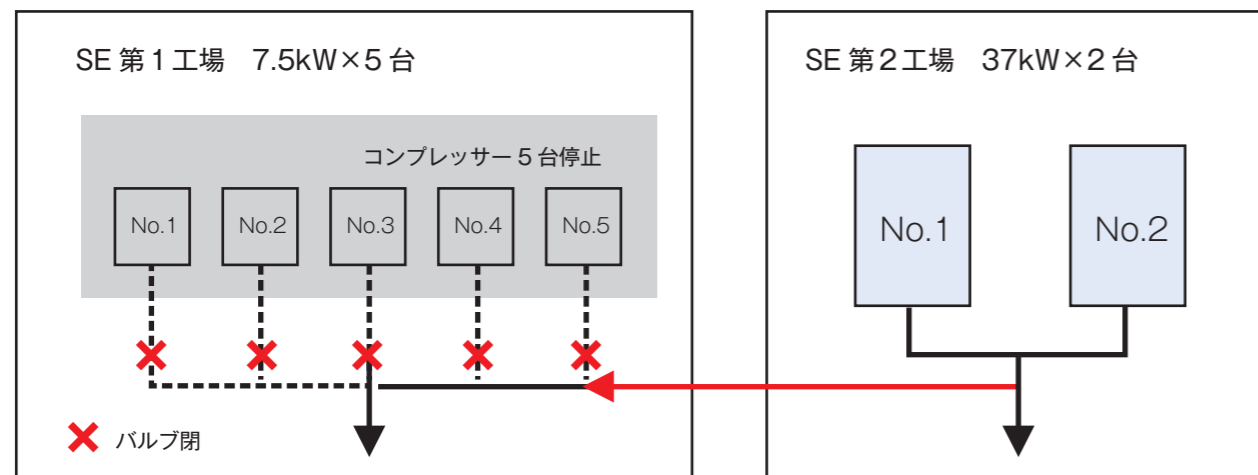 SE 第1工場　7.5kW×5 台
コンプレッサー 5 台停止
No.1
No.2
No.3
No.4
No.5
バルブ閉
SE 第2工場　37kW×2 台
No.1
No.2